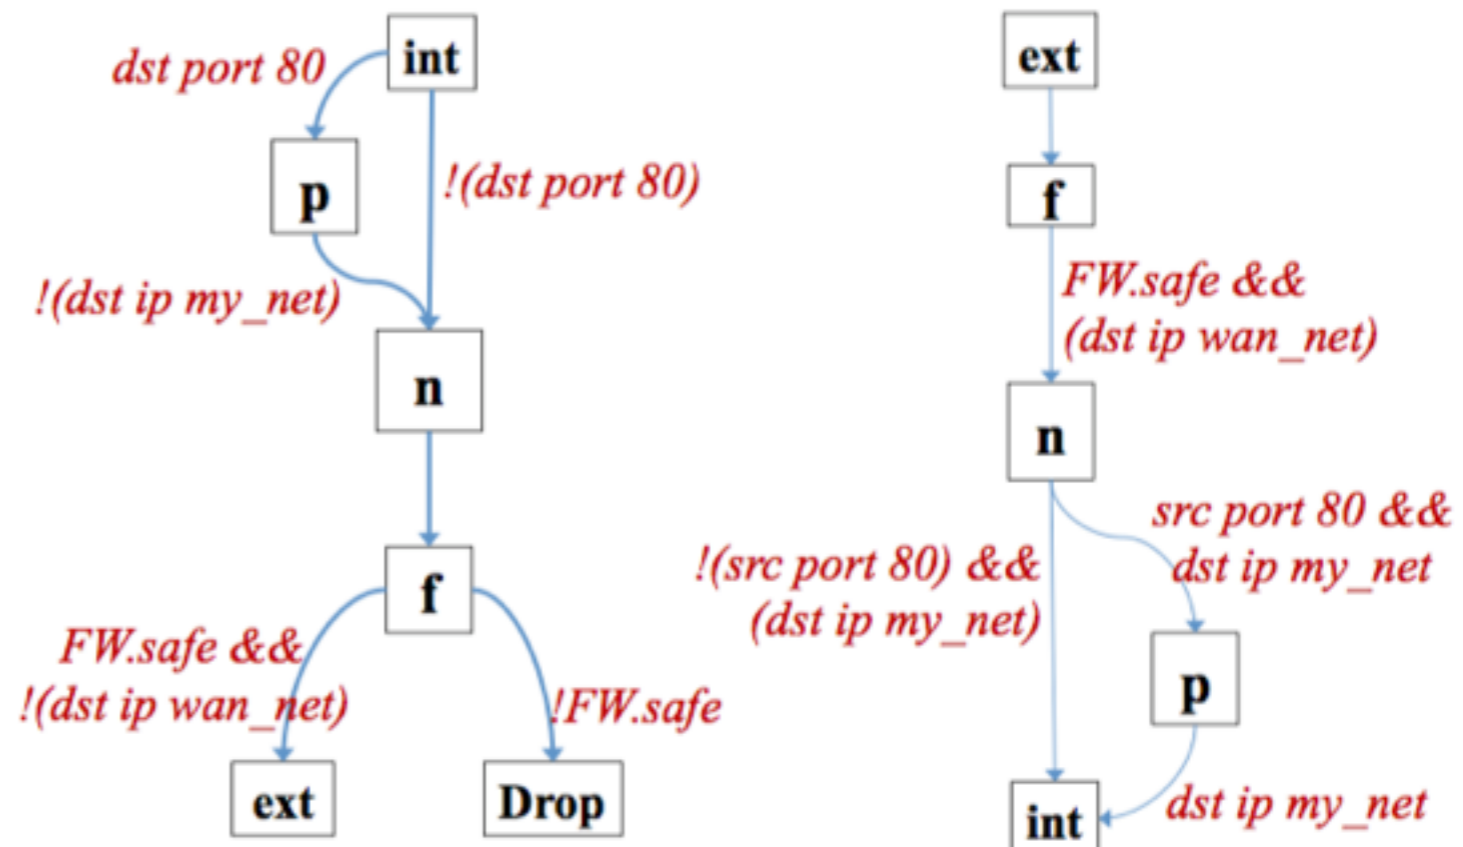 int
dst port 80
p
!(dst port 80)
!(dst ip my_net)
n
f
FW.safe &&
!(dst ip wan_net)
!FW.safe
ext
Drop
ext
f
FW.safe &&
(dst ip wan_net)
n
src port 80 &&
dst ip my_net
!(src port 80) &&
(dst ip my_net)
p
dst ip my_net
int